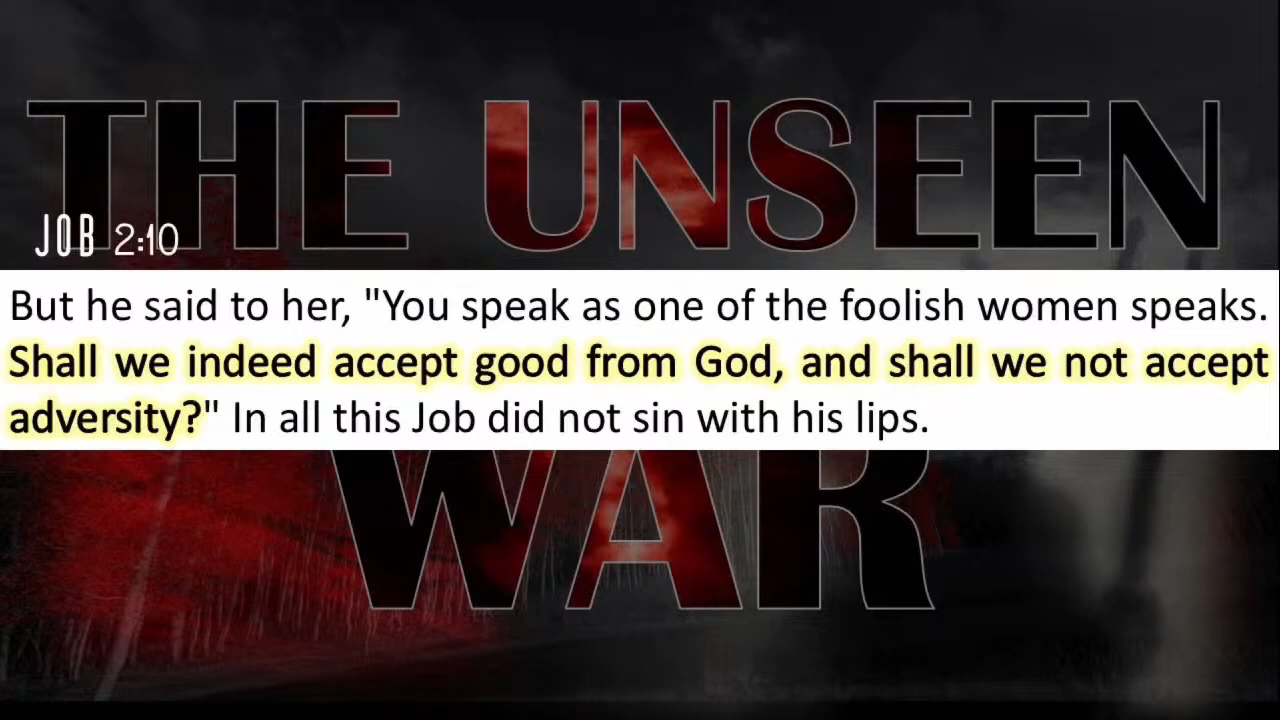 THE UNSEEN
JOB 2:10
But he said to her, "You speak as one of the foolish women speaks.
Shall we indeed accept good from God, and shall we not accept
adversity?" In all this Job did not sin with his lips.
WAR